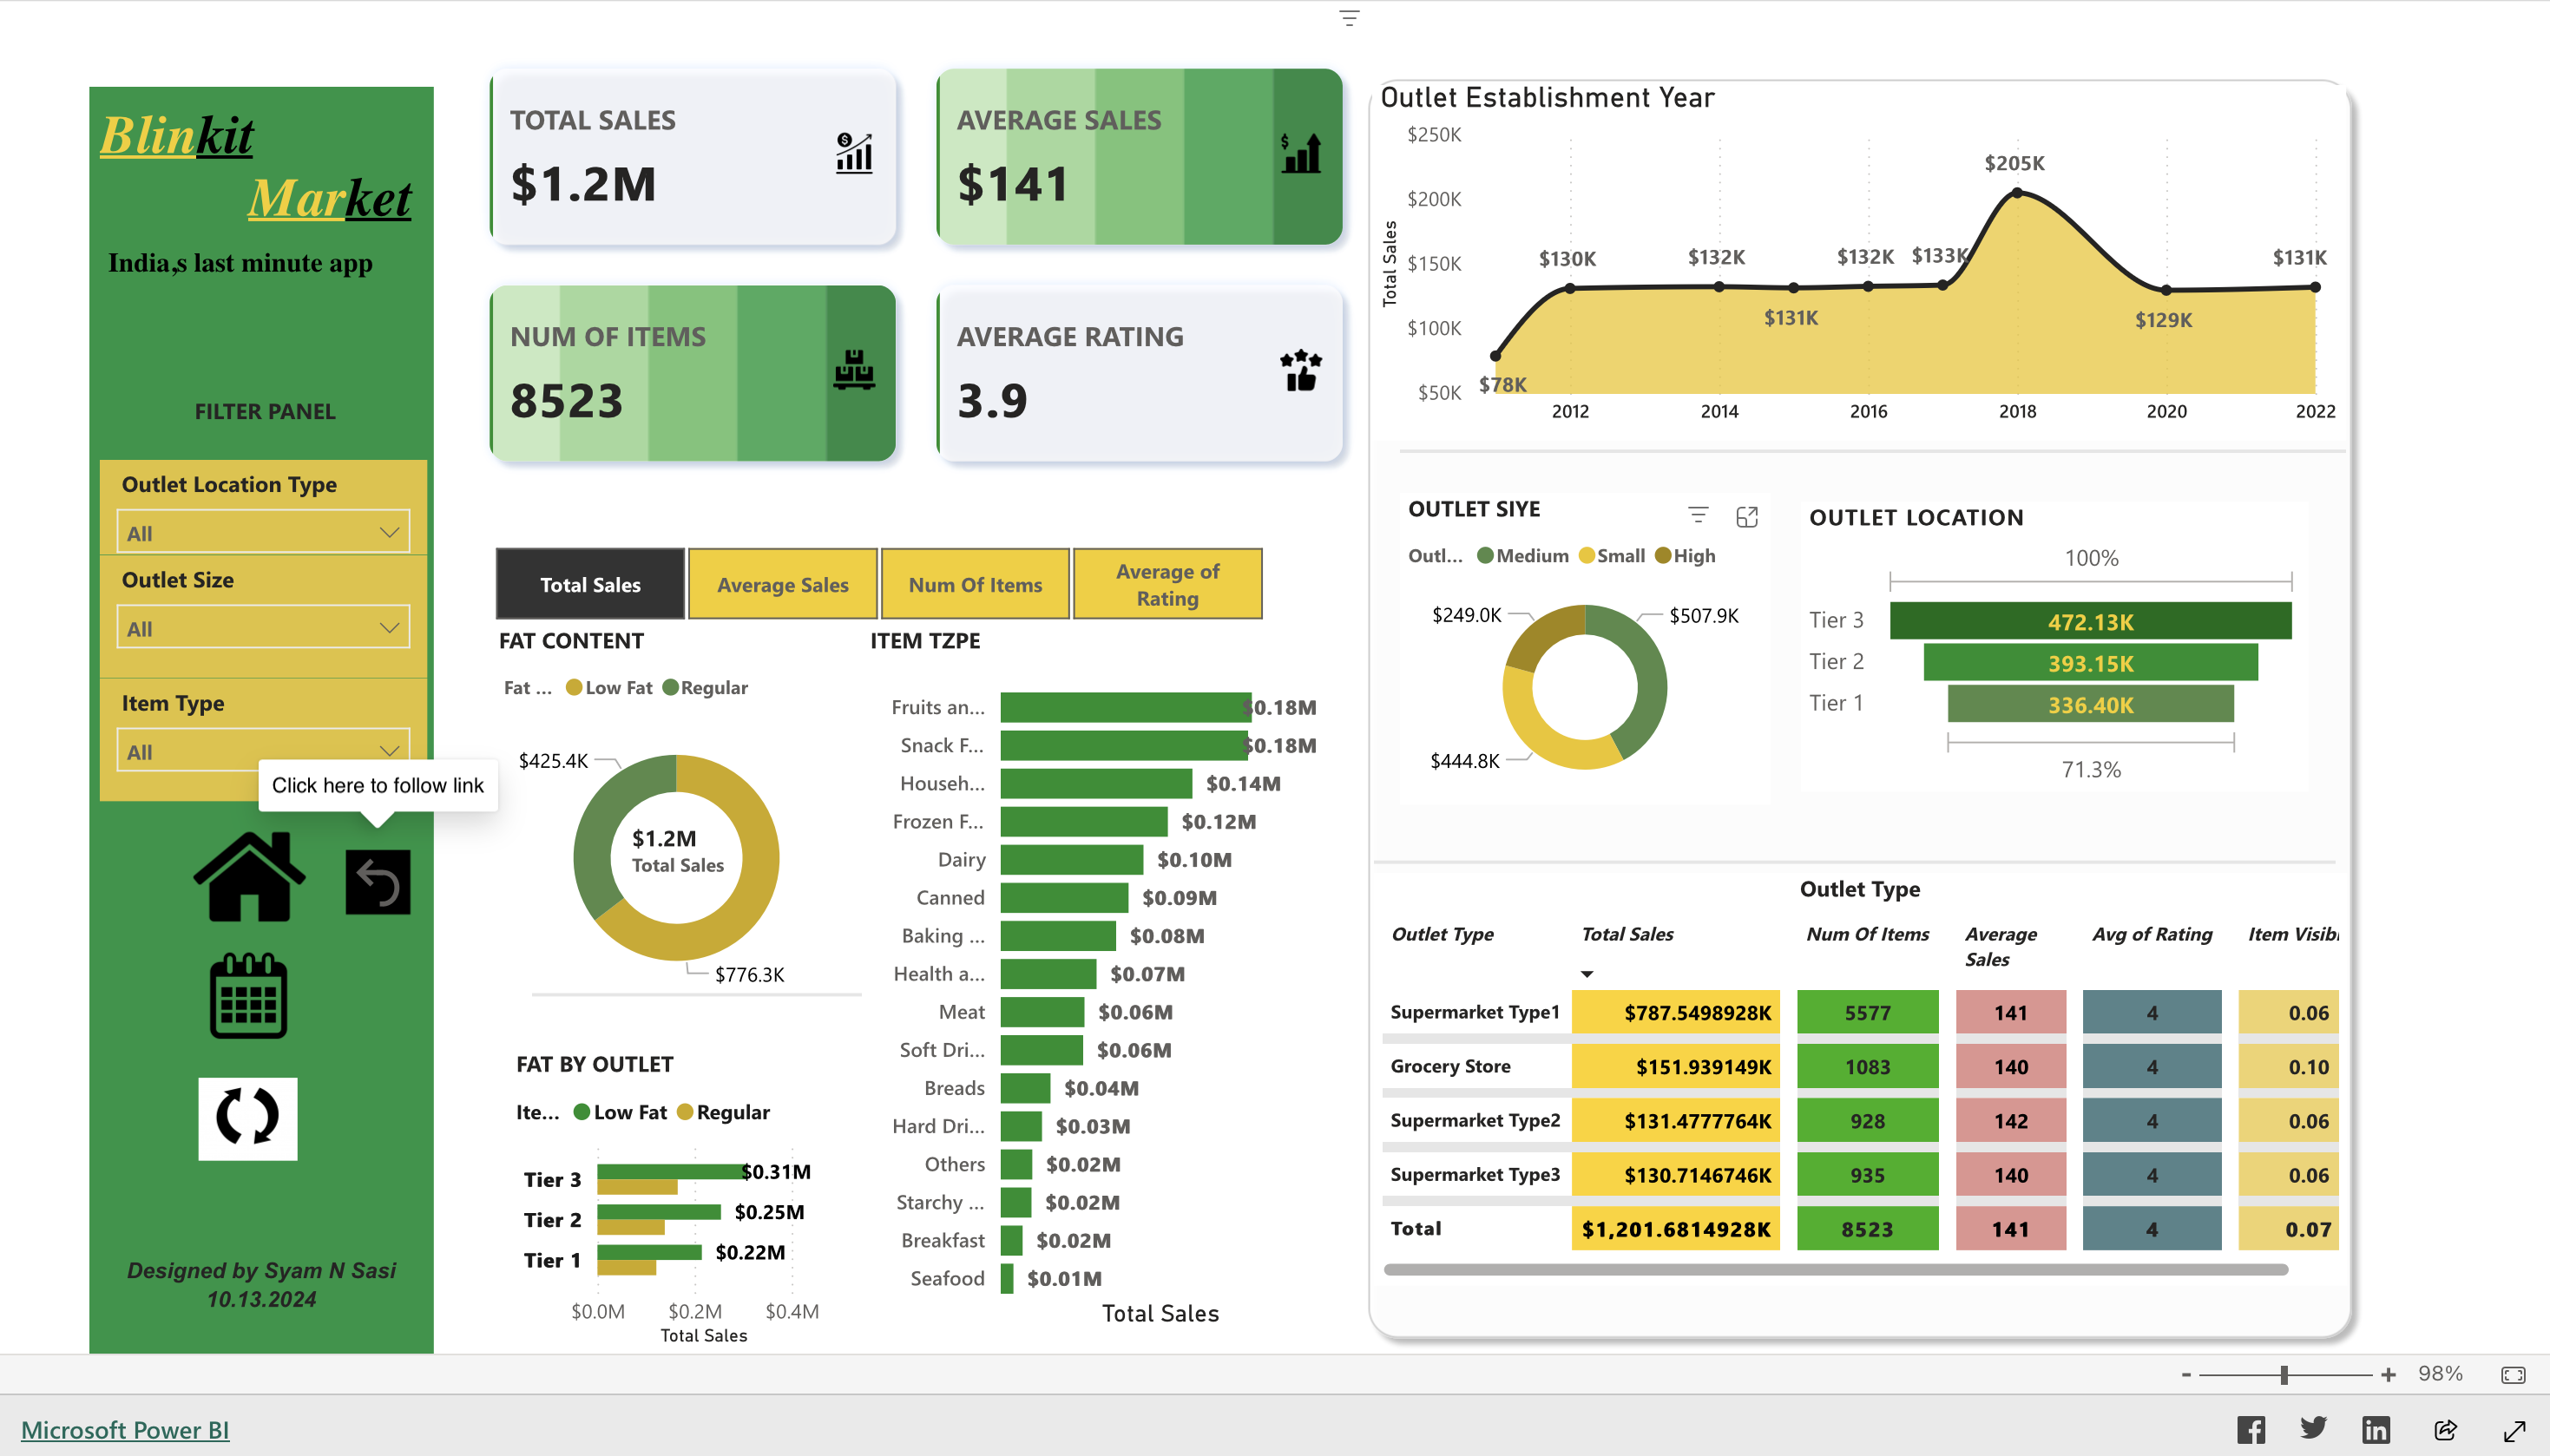 Blinkit
Market
India,s last minute app
FILTER PANEL
Outlet Location Type
All
Outlet Size
All
Item Type
All
Click here to follow link
Designed by Syam N Sasi
10.13.2024
TOTAL SALES
$1.2M
AVERAGE SALES
$141
NUM OF ITEMS
8523
AVERAGE RATING
3.9
Total Sales
Average Sales
Num Of Items
Average of
Rating
FAT CONTENT
Fat ... Low Fat Regular
$425.4K
$1.2M
Total Sales
$776.3K
FAT BY OUTLET
Ite... Low Fat Regular
Tier 3 $0.31M
Tier 2 $0.25M
Tier 1 $0.22M
$0.0M $0.2M $0.4M
Total Sales
ITEM TZPE
Fruits an... $0.18M
Snack F... $0.18M
Househ... $0.14M
Frozen F... $0.12M
Dairy $0.10M
Canned $0.09M
Baking ... $0.08M
Health a... $0.07M
Meat $0.06M
Soft Dri... $0.06M
Breads $0.04M
Hard Dri... $0.03M
Others $0.02M
Starchy ... $0.02M
Breakfast $0.02M
Seafood $0.01M
Total Sales
Outlet Establishment Year
Total Sales
$250K
$200K
$150K
$100K
$50K
$78K
$130K
$132K
$131K
$132K
$133K
$205K
$129K
$131K
2012 2014 2016 2018 2020 2022
OUTLET SIYE
Outl... Medium Small High
$249.0K
$507.9K
$444.8K
OUTLET LOCATION
100%
Tier 3 472.13K
Tier 2 393.15K
Tier 1 336.40K
71.3%
Outlet Type
Outlet Type Total Sales Num Of Items Average Sales Avg of Rating Item Visibi
Supermarket Type1 $787.5498928K 5577 141 4 0.06
Grocery Store $151.939149K 1083 140 4 0.10
Supermarket Type2 $131.4777764K 928 142 4 0.06
Supermarket Type3 $130.7146746K 935 140 4 0.06
Total $1,201.6814928K 8523 141 4 0.07
- + 98%
Microsoft Power BI